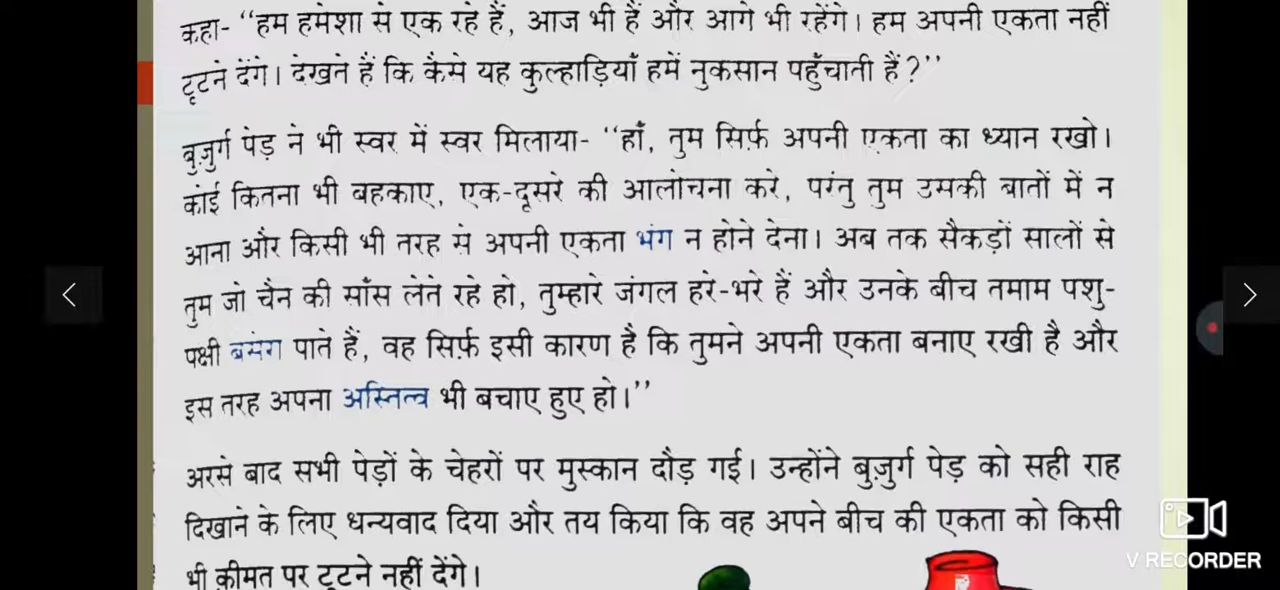 कहा- ‘‘हम हमेशा से एक रहे हैं, आज भी हैं और आगे भी रहेंगे। हम अपनी एकता नहीं
टूटने देंगे। देखते हैं कि कैसे यह कुल्हाड़ियाँ हमें नुकसान पहुँचाती हैं?’’
बुज़ुर्ग पेड़ ने भी स्वर में स्वर मिलाया- ‘‘हाँ, तुम सिर्फ़ अपनी एकता का ध्यान रखो।
कोई कितना भी बहकाए, एक-दूसरे की आलोचना करे, परंतु तुम उसकी बातों में न
आना और किसी भी तरह से अपनी एकता भंग न होने देना। अब तक सैकड़ों सालों से
तुम जो चैन की साँस लेते रहे हो, तुम्हारे जंगल हरे-भरे हैं और उनके बीच तमाम पशु-
पक्षी बसेरा पाते हैं, वह सिर्फ़ इसी कारण है कि तुमने अपनी एकता बनाए रखी है और
इस तरह अपना अस्तित्व भी बचाए हुए हो।’’
अरसे बाद सभी पेड़ों के चेहरों पर मुस्कान दौड़ गई। उन्होंने बुज़ुर्ग पेड़ को सही राह
दिखाने के लिए धन्यवाद दिया और तय किया कि वह अपने बीच की एकता को किसी
भी क़ीमत पर टूटने नहीं देंगे।
V RECORDER